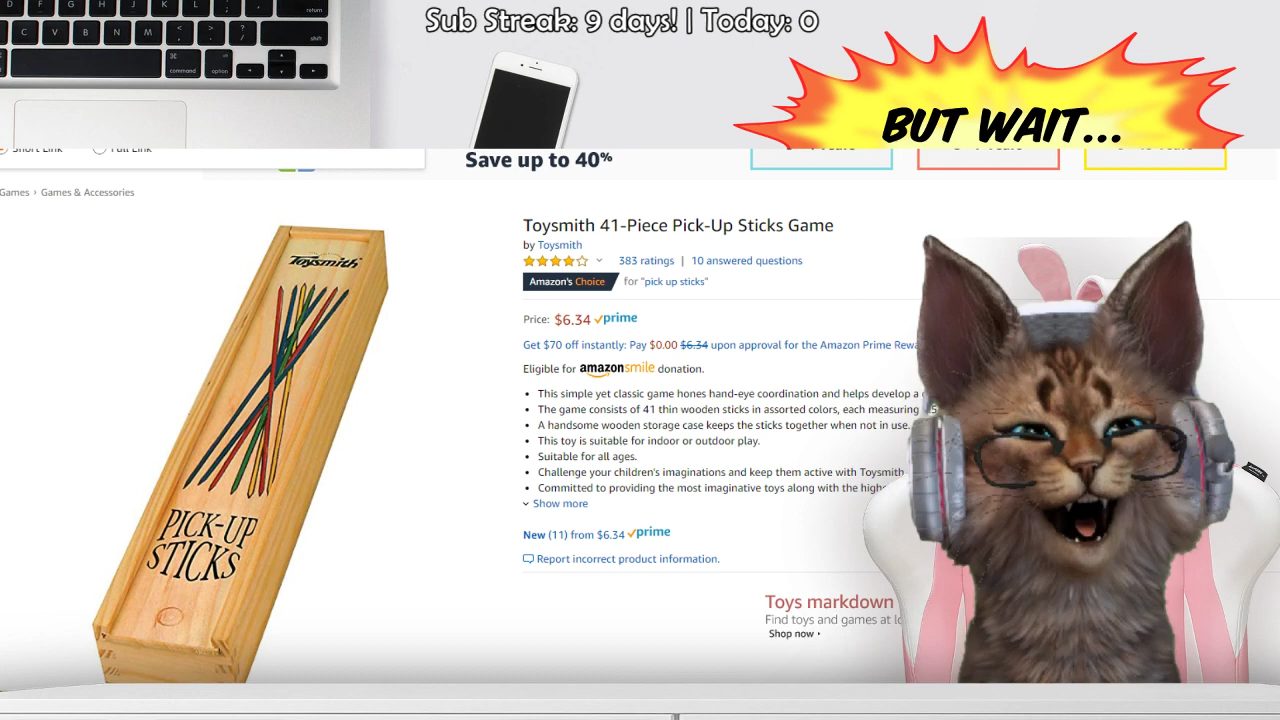 return
C V B N M < > ? shift
⌘ command option
Sub Streak: 9 days! | Today: 0
BUT WAIT...
Short Link Full Link
Save up to 40%
Games › Games & Accessories
Toysmith
PICK-UP
STICKS
Toysmith 41-Piece Pick-Up Sticks Game
by Toysmith
383 ratings | 10 answered questions
Amazon's Choice for "pick up sticks"
Price: $6.34 prime
Get $70 off instantly: Pay $0.00 $6.34 upon approval for the Amazon Prime
Eligible for amazonsmile donation.
• This simple yet classic game hones hand-eye coordination and helps develop a
• The game consists of 41 thin wooden sticks in assorted colors, each measuring
• A handsome wooden storage case keeps the sticks together when not in use.
• This toy is suitable for indoor or outdoor play.
• Suitable for all ages.
• Challenge your children's imaginations and keep them active with Toysmith
• Committed to providing the most imaginative toys along with the
Show more
New (11) from $6.34 prime
Report incorrect product information.
Toys markdown
Find toys and games at
Shop now ›